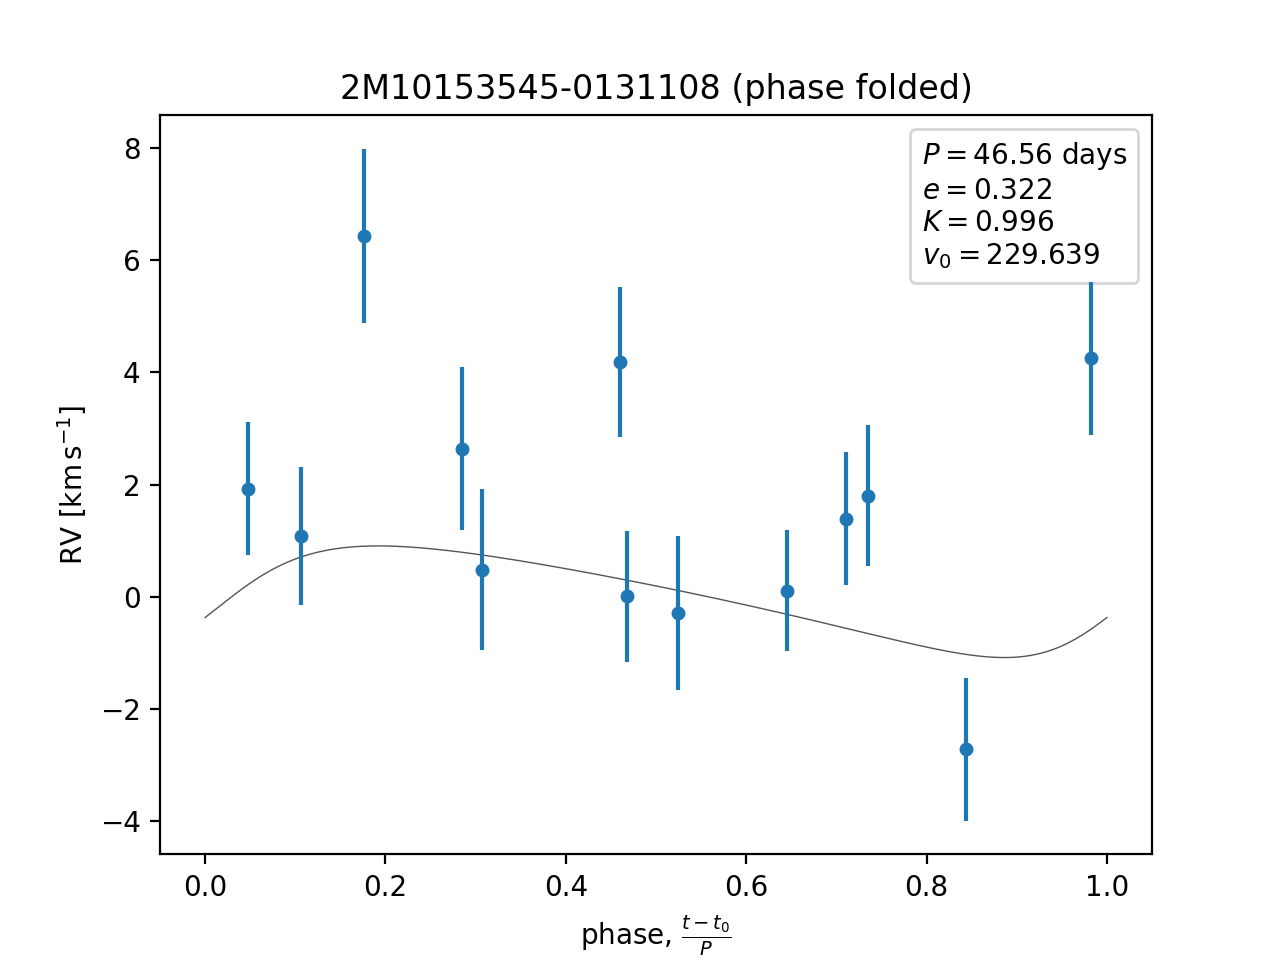 2M10153545-0131108 (phase folded)
P = 46.56 days
e = 0.322
K = 0.996
v₀ = 229.639
8
6
4
2
0
−2
−4
RV [km s⁻¹]
0.0 0.2 0.4 0.6 0.8 1.0
phase, (t − t₀)/P